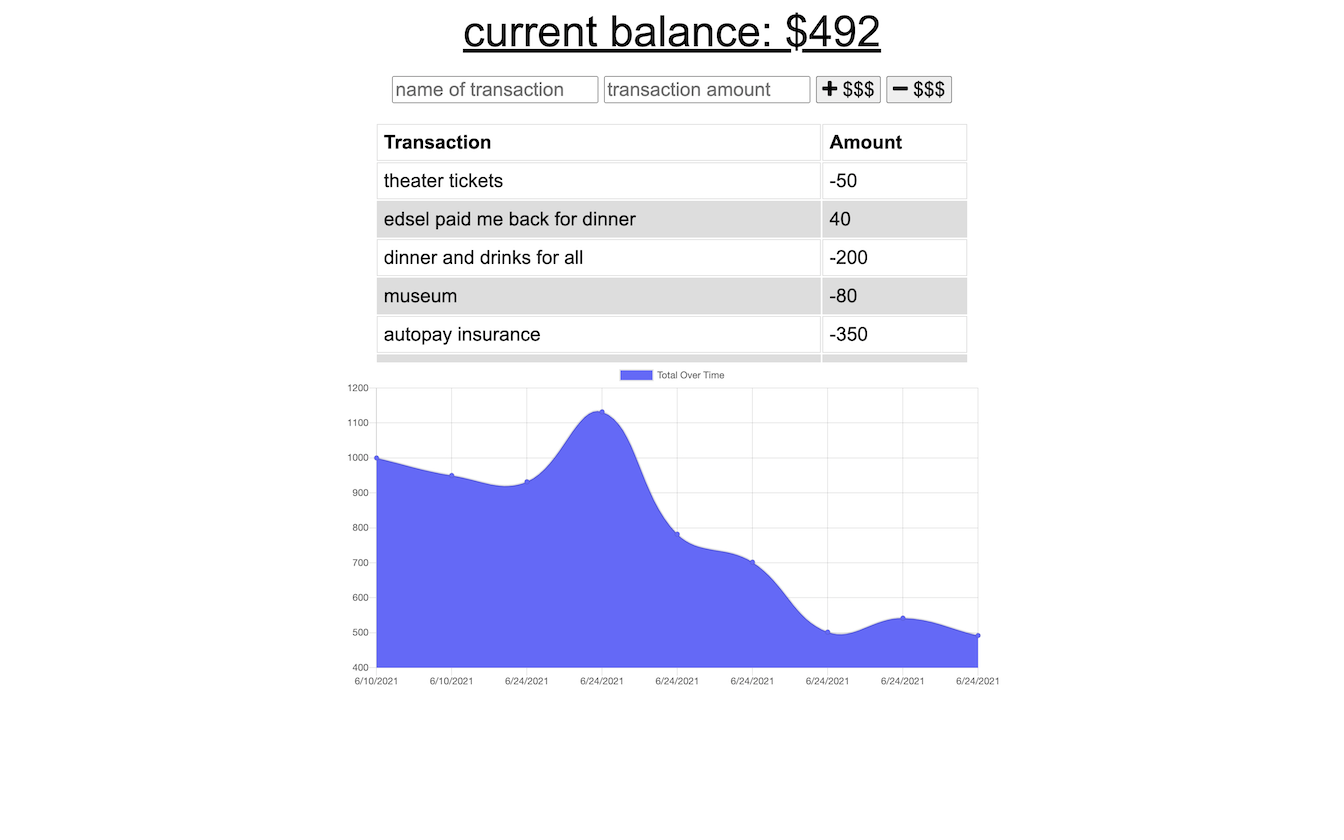 current balance: $492
name of transaction transaction amount + $$$ − $$$
Transaction Amount
theater tickets -50
edsel paid me back for dinner 40
dinner and drinks for all -200
museum -80
autopay insurance -350
Total Over Time
1200
1100
1000
900
800
700
600
500
400
6/10/2021 6/10/2021 6/24/2021 6/24/2021 6/24/2021 6/24/2021 6/24/2021 6/24/2021 6/24/2021